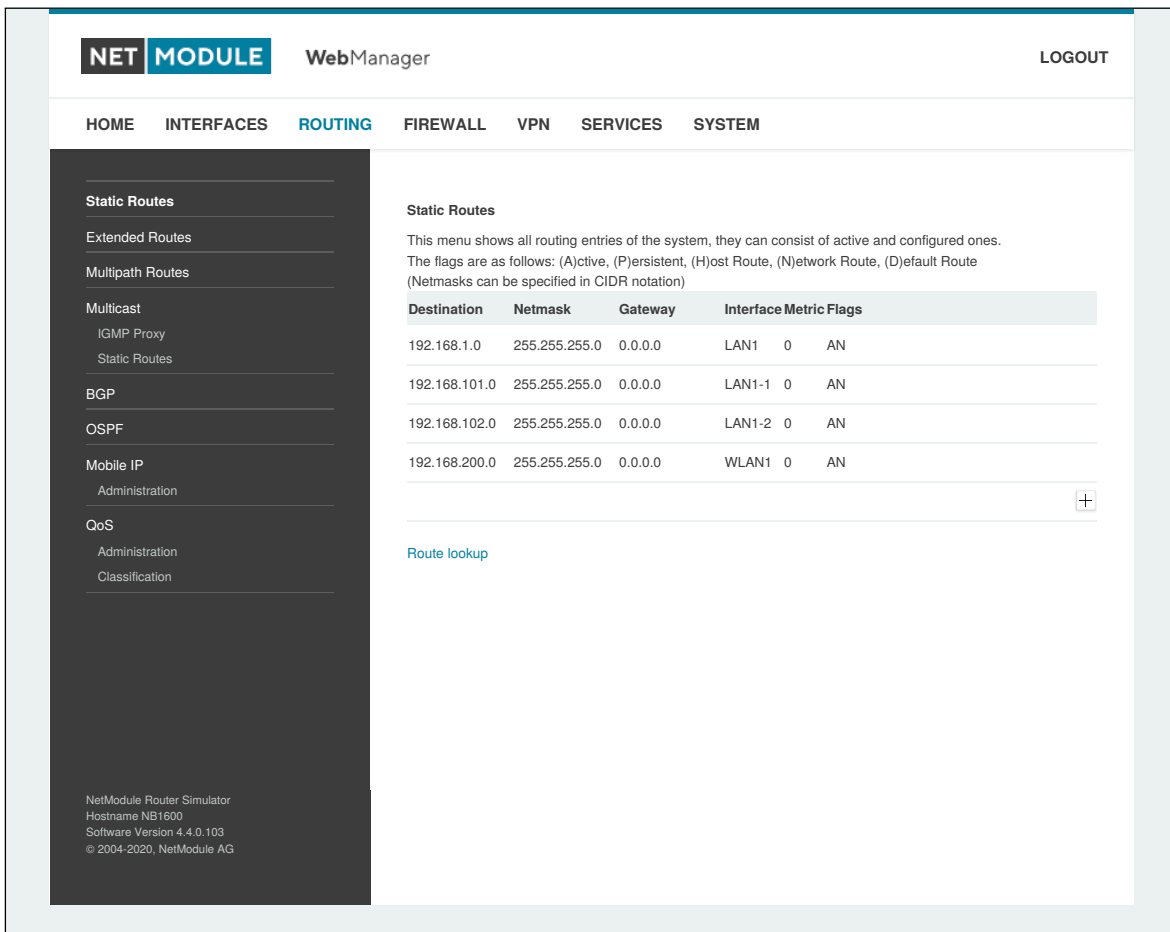 NET MODULE WebManager LOGOUT
HOME INTERFACES ROUTING FIREWALL VPN SERVICES SYSTEM
Static Routes
Extended Routes
Multipath Routes
Multicast
IGMP Proxy
Static Routes
BGP
OSPF
Mobile IP
Administration
QoS
Administration
Classification
NetModule Router Simulator
Hostname NB1600
Software Version 4.4.0.103
© 2004-2020, NetModule AG
Static Routes
This menu shows all routing entries of the system, they can consist of active and configured ones.
The flags are as follows: (A)ctive, (P)ersistent, (H)ost Route, (N)etwork Route, (D)efault Route
(Netmasks can be specified in CIDR notation)
Destination Netmask Gateway Interface Metric Flags
192.168.1.0 255.255.255.0 0.0.0.0 LAN1 0 AN
192.168.101.0 255.255.255.0 0.0.0.0 LAN1-1 0 AN
192.168.102.0 255.255.255.0 0.0.0.0 LAN1-2 0 AN
192.168.200.0 255.255.255.0 0.0.0.0 WLAN1 0 AN
Route lookup